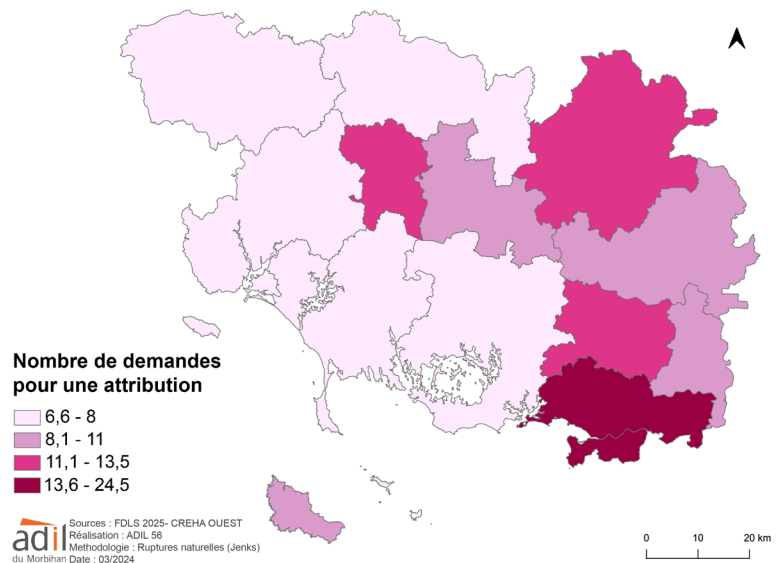 Nombre de demandes
pour une attribution
6,6 - 8
8,1 - 11
11,1 - 13,5
13,6 - 24,5
adil
du Morbihan
Sources : FDLS 2025- CREHA OUEST
Réalisation : ADIL 56
Methodologie : Ruptures naturelles (Jenks)
Date : 03/2024
0 10 20 km